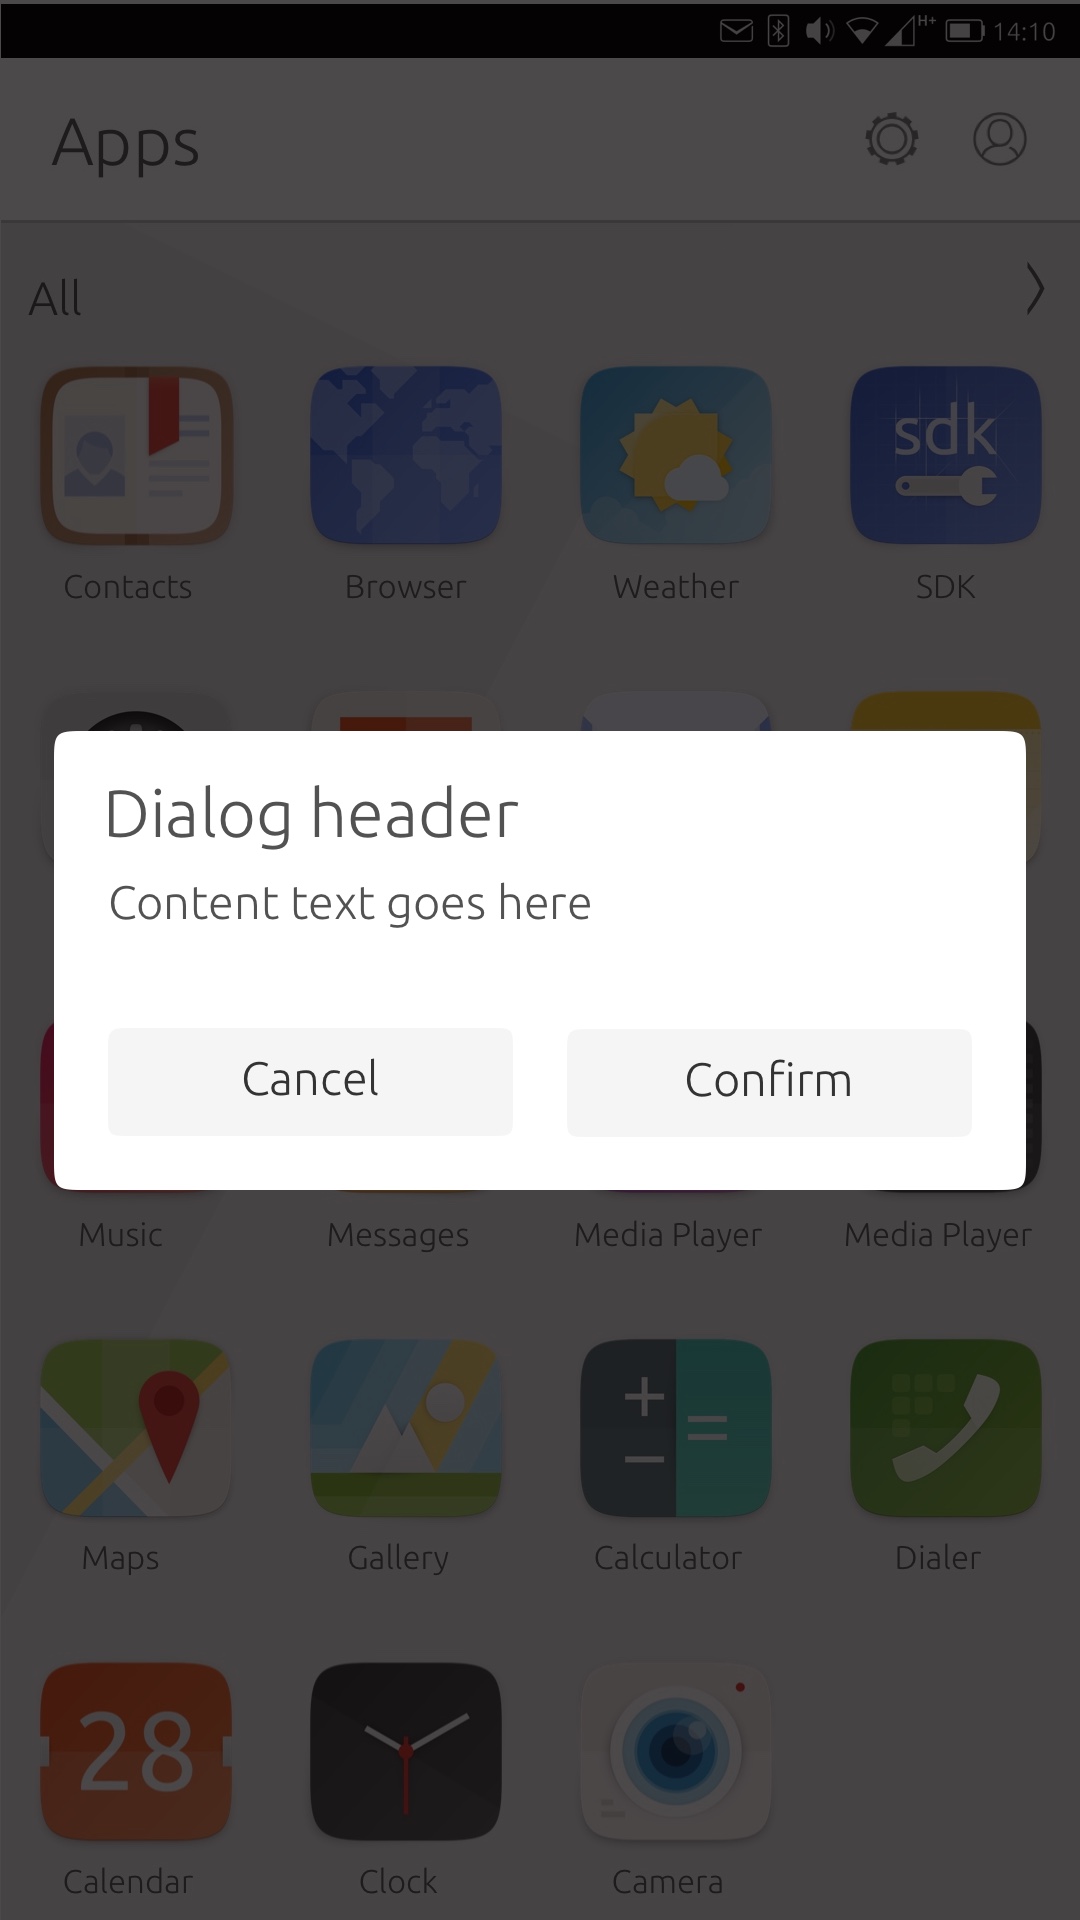 H+ 14:10
Apps
All
sdk
Contacts Browser Weather SDK
Dialog header
Content text goes here
Cancel Confirm
Music Messages Media Player Media Player
Maps Gallery Calculator Dialer
28
Calendar Clock Camera